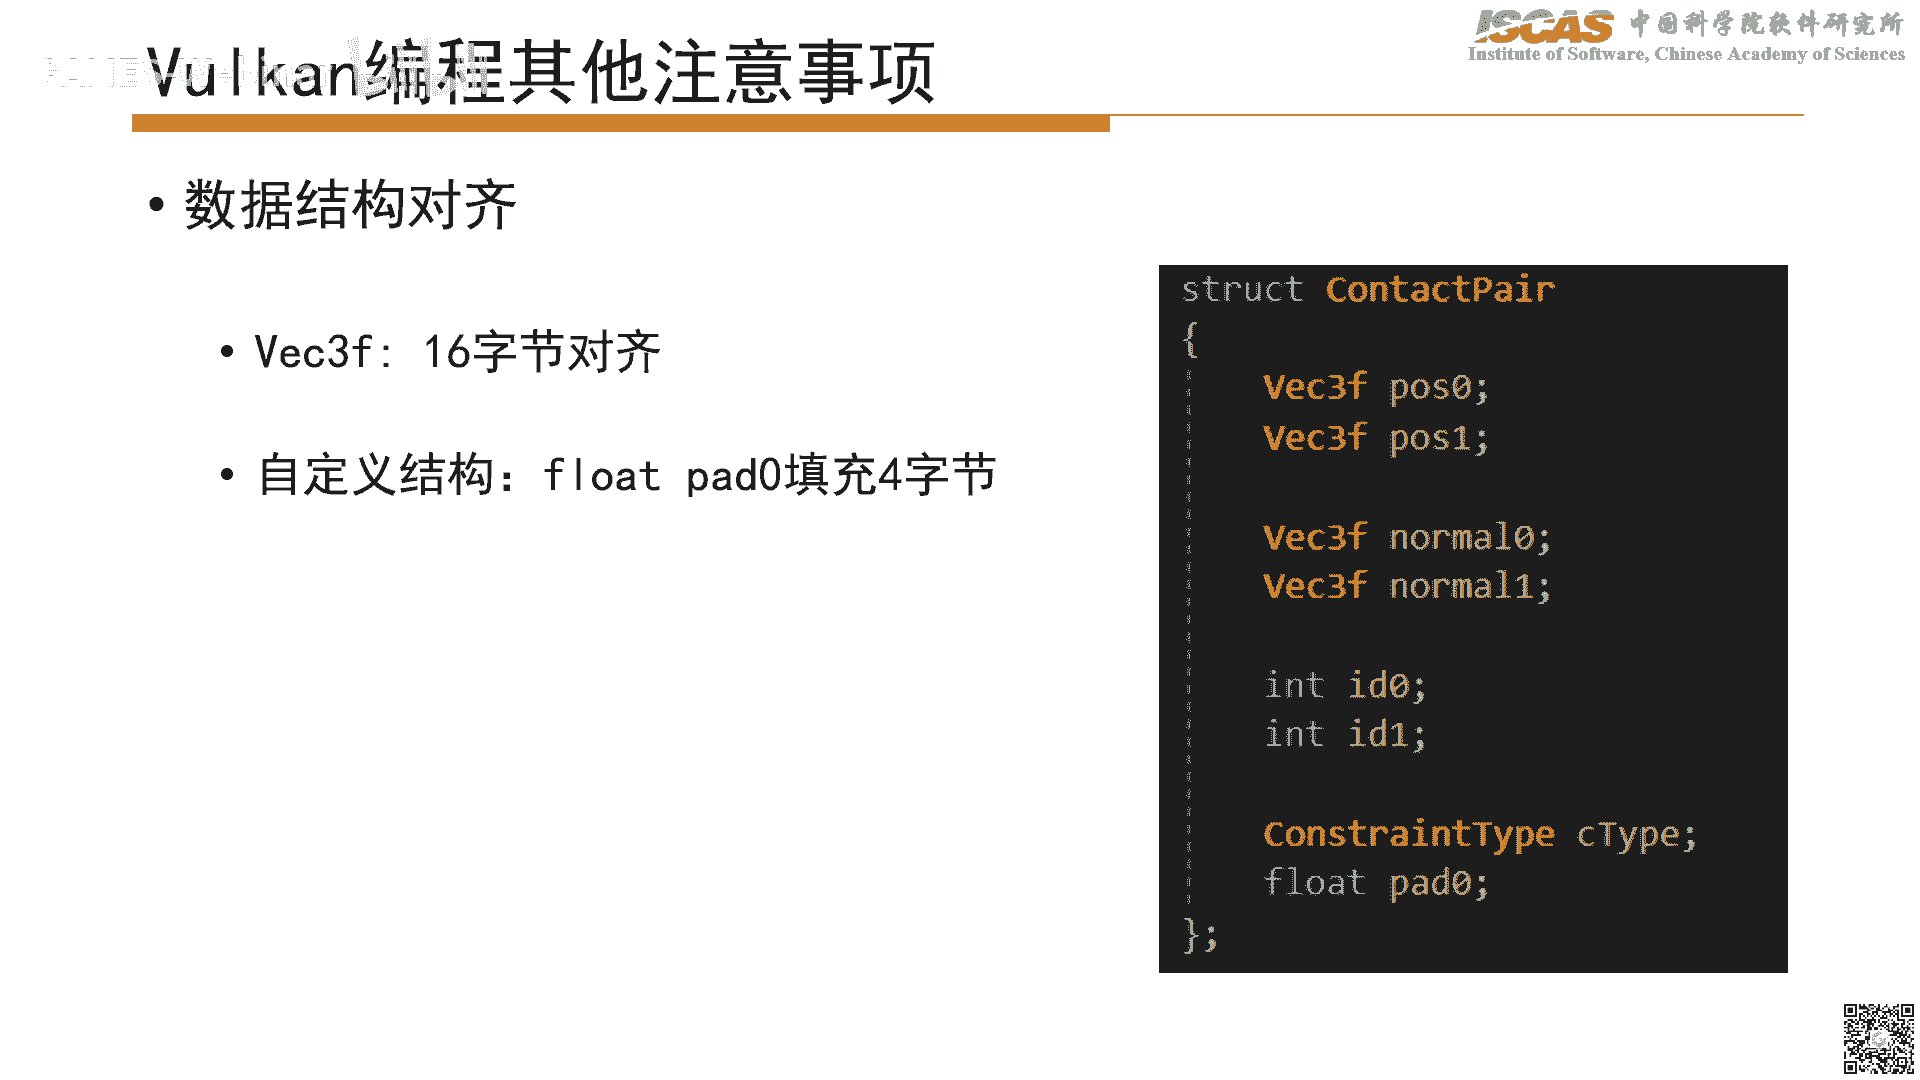 ISCAS 中国科学院软件研究所
Institute of Software, Chinese Academy of Sciences
Vulkan编程其他注意事项
• 数据结构对齐
• Vec3f: 16字节对齐
• 自定义结构: float pad0填充4字节
struct ContactPair
{
Vec3f pos0;
Vec3f pos1;
Vec3f normal0;
Vec3f normal1;
int id0;
int id1;
ConstraintType cType;
float pad0;
};